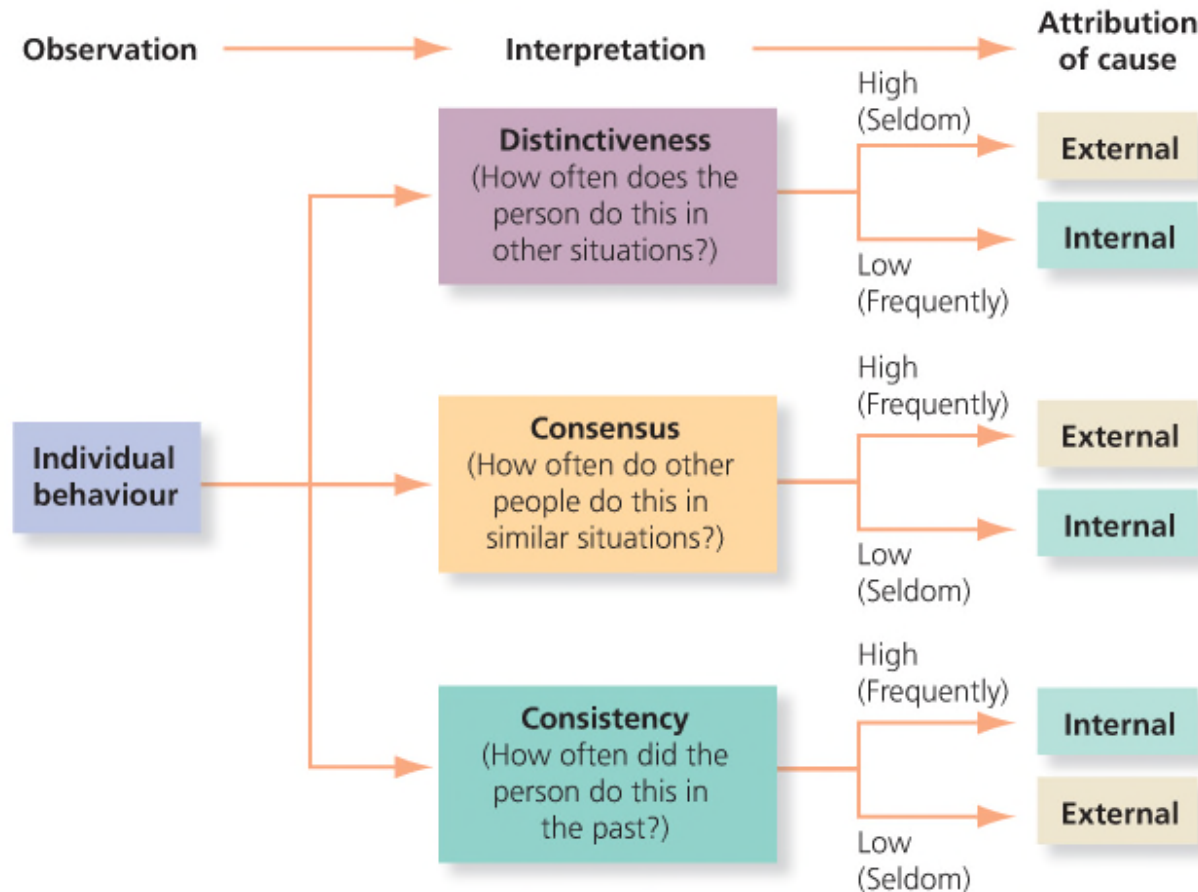 Observation
Interpretation
Attribution
of cause
Distinctiveness
(How often does the
person do this in
other situations?)
High
(Seldom)
External
Low
(Frequently)
Internal
Individual
behaviour
Consensus
(How often do other
people do this in
similar situations?)
High
(Frequently)
External
Low
(Seldom)
Internal
Consistency
(How often did the
person do this in
the past?)
High
(Frequently)
Internal
Low
(Seldom)
External